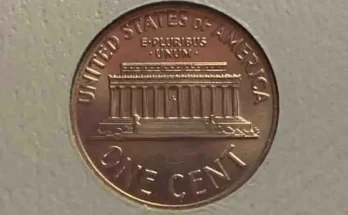 UNITED STATES OF AMERICA
E·PLURIBUS
·UNUM·
ONE CENT